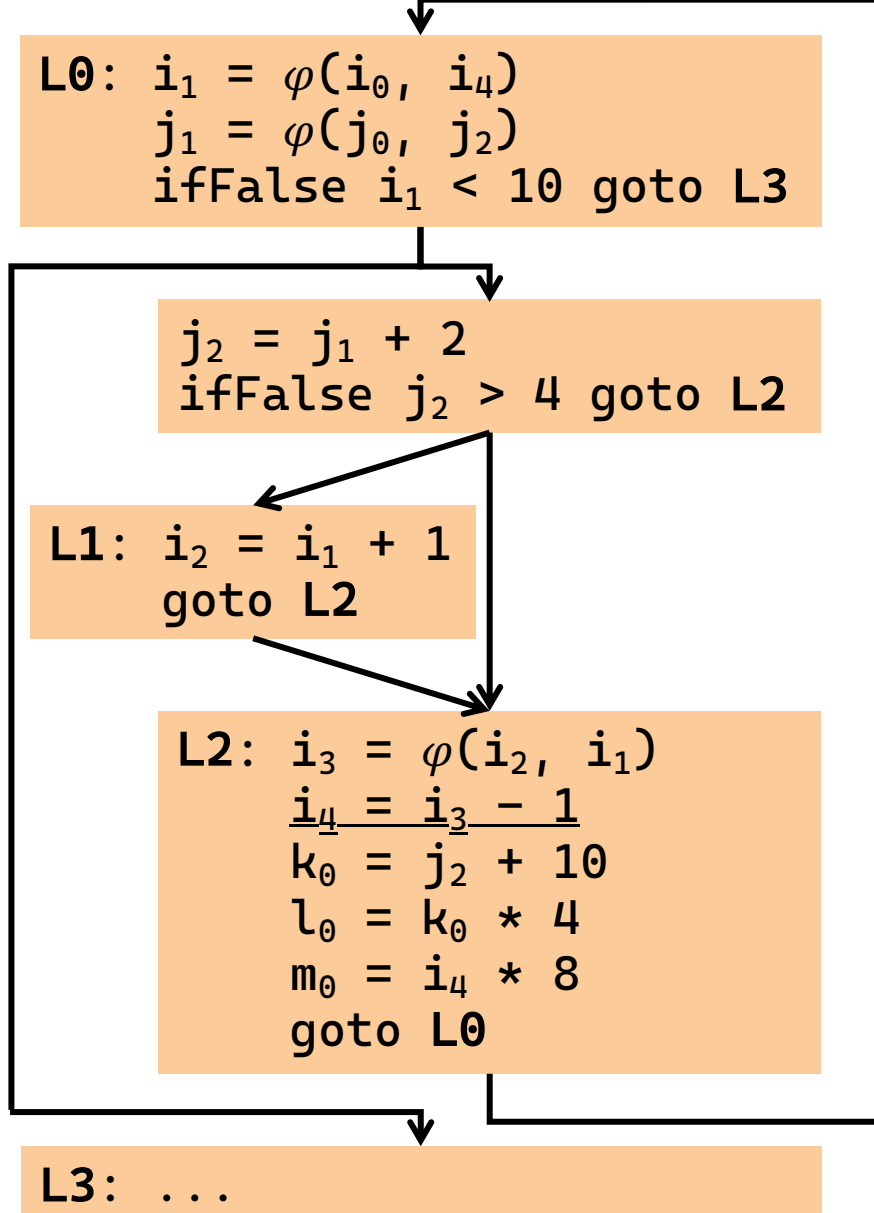 L0: i₁ = φ(i₀, i₄)
j₁ = φ(j₀, j₂)
ifFalse i₁ < 10 goto L3
j₂ = j₁ + 2
ifFalse j₂ > 4 goto L2
L1: i₂ = i₁ + 1
goto L2
L2: i₃ = φ(i₂, i₁)
i₄ = i₃ − 1
k₀ = j₂ + 10
l₀ = k₀ * 4
m₀ = i₄ * 8
goto L0
L3: ...